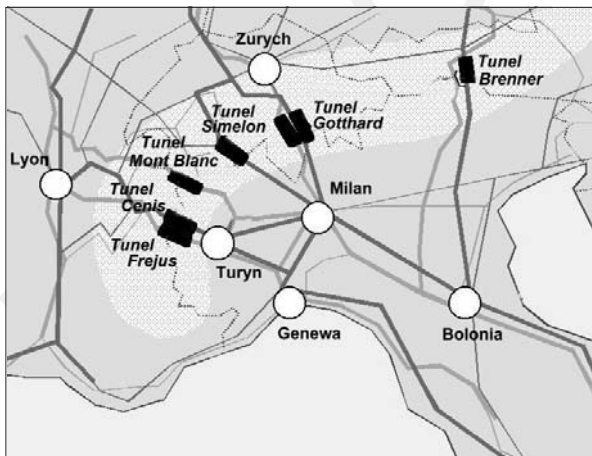 Zurych
Tunel
Brenner
Tunel
Simelon
Tunel
Gotthard
Tunel
Mont Blanc
Lyon
Tunel
Cenis
Milan
Tunel
Frejus
Turyn
Genewa
Bolonia